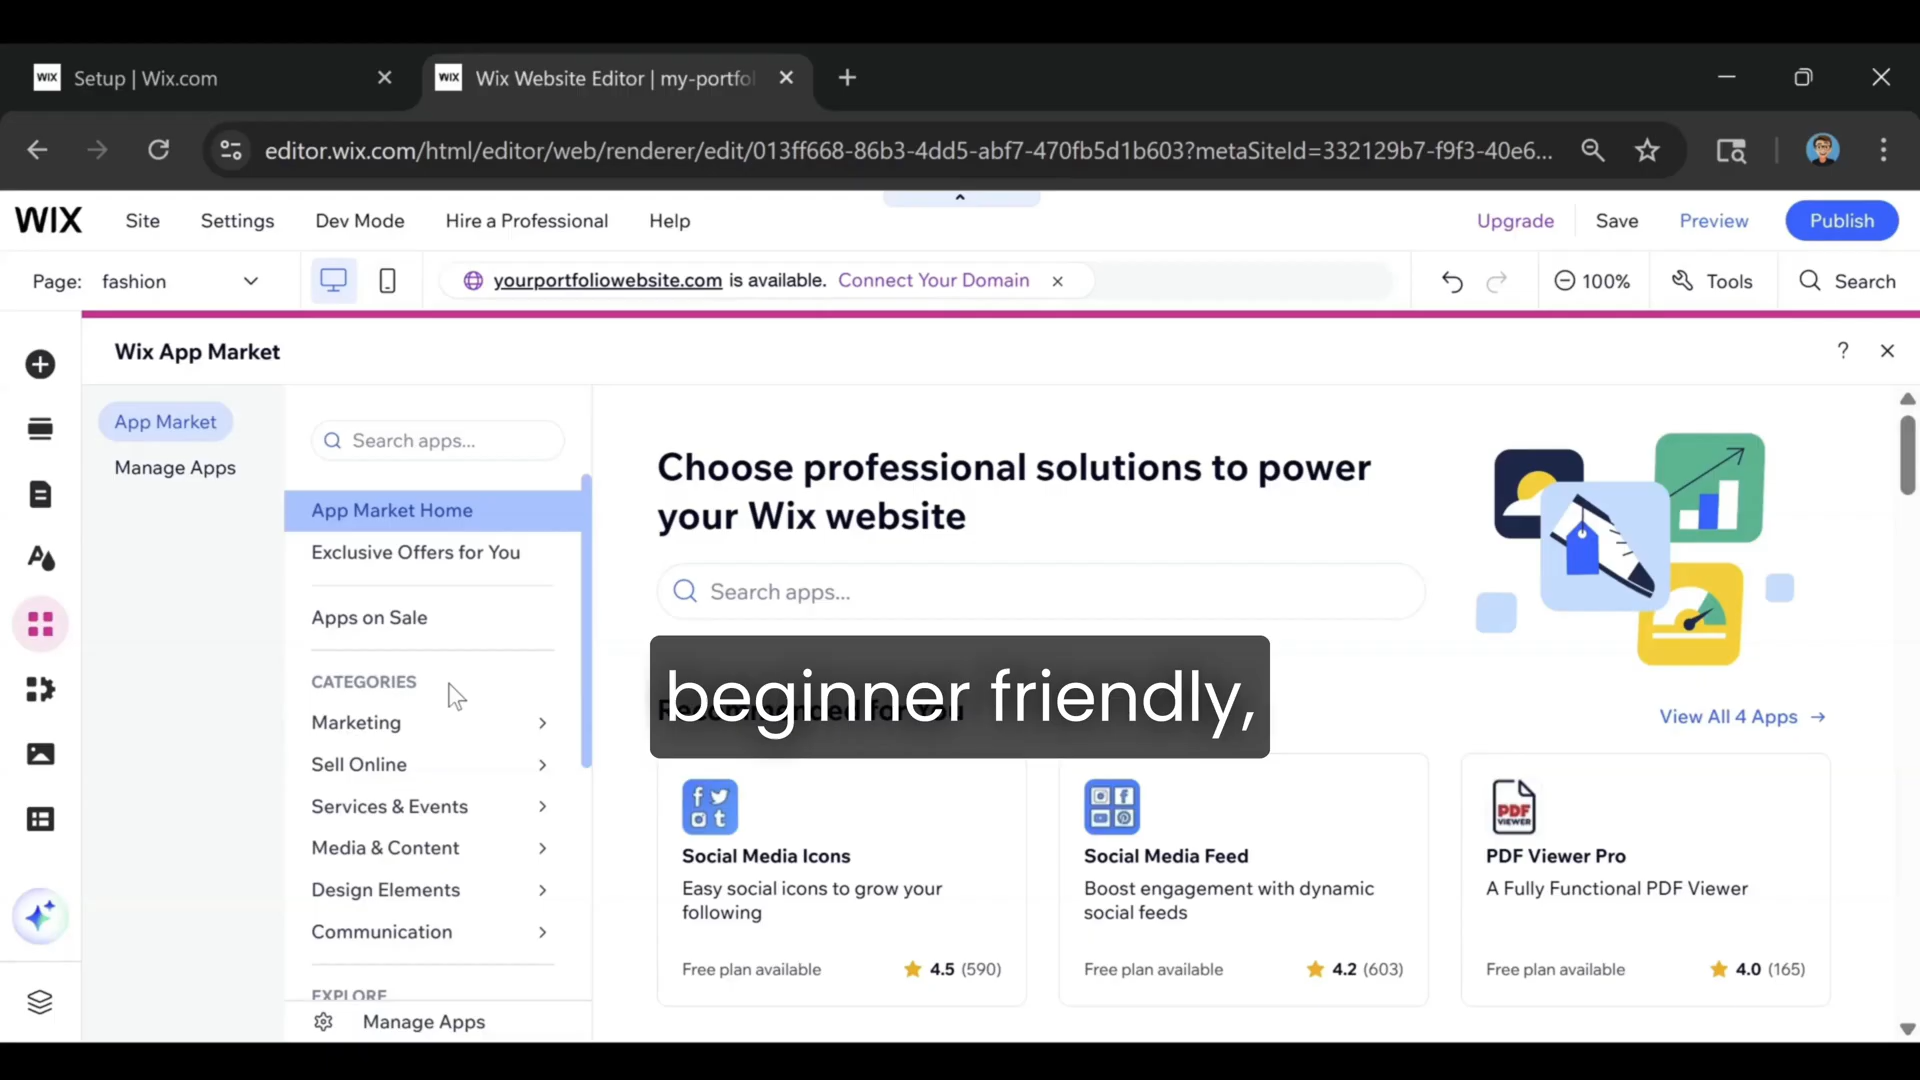 WIX Setup | Wix.com
WIX Wix Website Editor | my-portfo
editor.wix.com/html/editor/web/renderer/edit/013ff668-86b3-4dd5-abf7-470fb5d1b603?metaSiteId=332129b7-f9f3-40e6...
WIX Site Settings Dev Mode Hire a Professional Help Upgrade Save Preview Publish
Page: fashion yourportfoliowebsite.com is available. Connect Your Domain 100% Tools Search
Wix App Market ?
App Market
Manage Apps
Search apps...
App Market Home
Exclusive Offers for You
Apps on Sale
CATEGORIES
Marketing
Sell Online
Services & Events
Media & Content
Design Elements
Communication
EXPLORE
Manage Apps
Choose professional solutions to power
your Wix website
Search apps...
beginner friendly,
Recommended for You
View All 4 Apps →
Social Media Icons
Easy social icons to grow your
following
Free plan available 4.5 (590)
Social Media Feed
Boost engagement with dynamic
social feeds
Free plan available 4.2 (603)
PDF
VIEWER
PDF Viewer Pro
A Fully Functional PDF Viewer
Free plan available 4.0 (165)